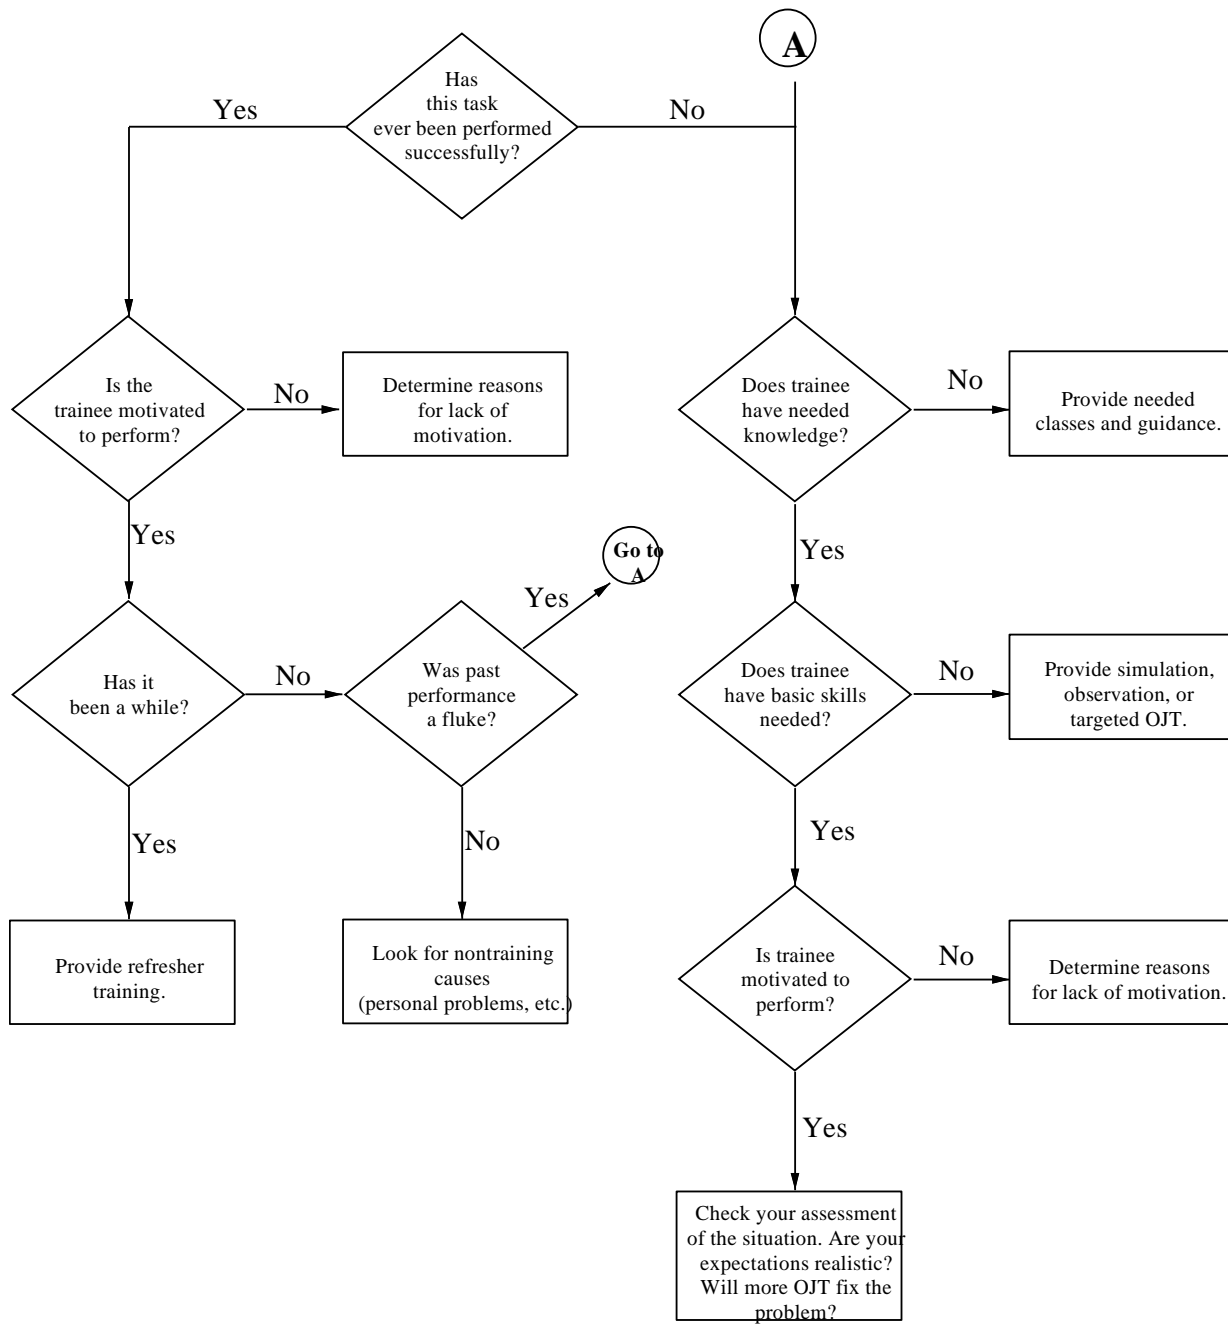 A
Has
this task
ever been performed
successfully?
Yes
No
Is the
trainee motivated
to perform?
No
Determine reasons
for lack of
motivation.
Does trainee
have needed
knowledge?
No
Provide needed
classes and guidance.
Yes
Go to
A
Yes
Yes
Has it
been a while?
No
Was past
performance
a fluke?
Does trainee
have basic skills
needed?
No
Provide simulation,
observation, or
targeted OJT.
Yes
No
Yes
Provide refresher
training.
Look for nontraining
causes
(personal problems, etc.)
Is trainee
motivated to
perform?
No
Determine reasons
for lack of motivation.
Yes
Check your assessment
of the situation. Are your
expectations realistic?
Will more OJT fix the
problem?